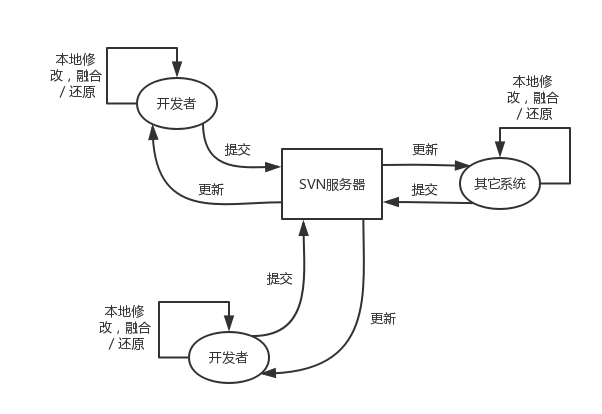 本地修
改，融合
/ 还原
开发者
提交
更新
SVN服务器
更新
提交
本地修
改，融合
/ 还原
其它系统
提交
更新
本地修
改，融合
/ 还原
开发者